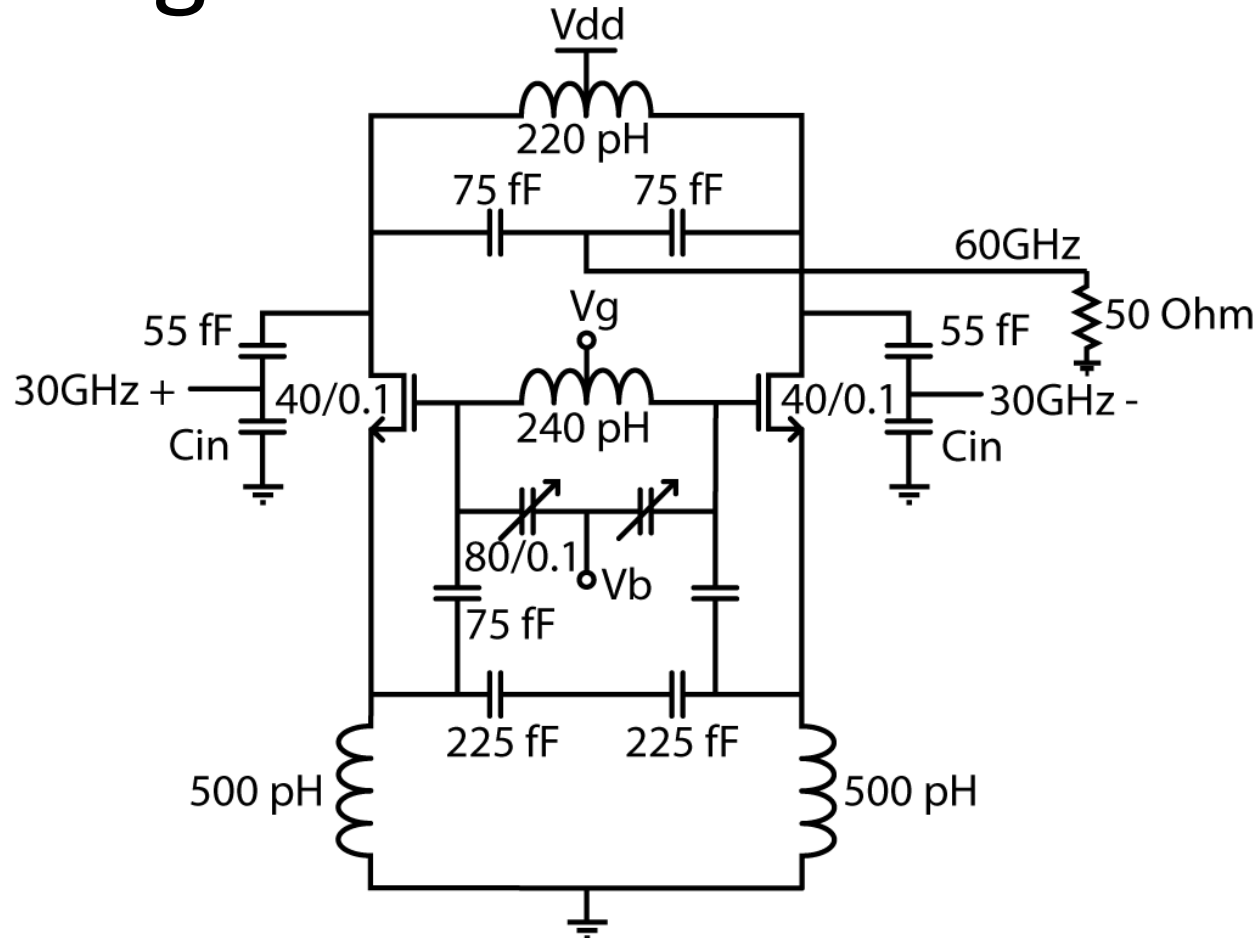 g
Vdd
220 pH
75 fF 75 fF
60GHz
50 Ohm
Vg
55 fF 55 fF
30GHz + 40/0.1 40/0.1 30GHz -
240 pH
Cin Cin
80/0.1 Vb
75 fF
225 fF 225 fF
500 pH 500 pH